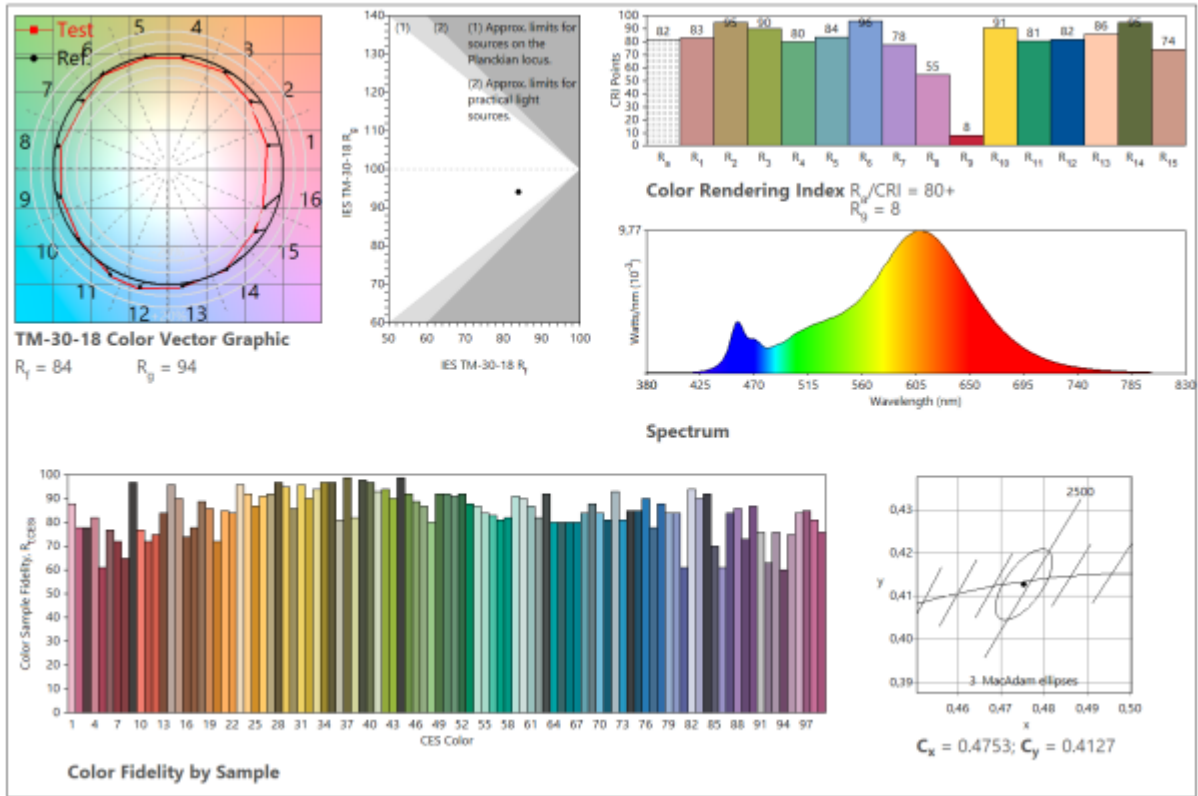 Test
Ref.
1
2
3
4
5
6
7
8
9
10
11
12
13
14
15
16
TM-30-18 Color Vector Graphic
Rf = 84 Rg = 94
140
130
120
110
100
90
80
70
60
IES TM-30-18 Rg
(1) (2) (1) Approx. limits for
sources on the
Planckian locus.
(2) Approx. limits for
practical light
sources.
50 60 70 80 90 100
IES TM-30-18 Rf
100
90
80
70
60
50
40
30
20
10
0
CRI Points
82 83 95 90 80 84 96 78 55 8 91 81 82 86 95 74
Ra R1 R2 R3 R4 R5 R6 R7 R8 R9 R10 R11 R12 R13 R14 R15
Color Rendering Index Ra/CRI = 80+
R9 = 8
9,77
Watts/nm (10⁻³)
380 425 470 515 560 605 650 695 740 785 830
Wavelength (nm)
Spectrum
100
90
80
70
60
50
40
30
20
10
0
Color Sample Fidelity, Rf,CESi
1 4 7 10 13 16 19 22 25 28 31 34 37 40 43 46 49 52 55 58 61 64 67 70 73 76 79 82 85 88 91 94 97
CES Color
Color Fidelity by Sample
2500
0,43
0,42
0,41
0,40
0,39
y
3 MacAdam ellipses
0,46 0,47 0,48 0,49 0,50
x
Cx = 0.4753; Cy = 0.4127